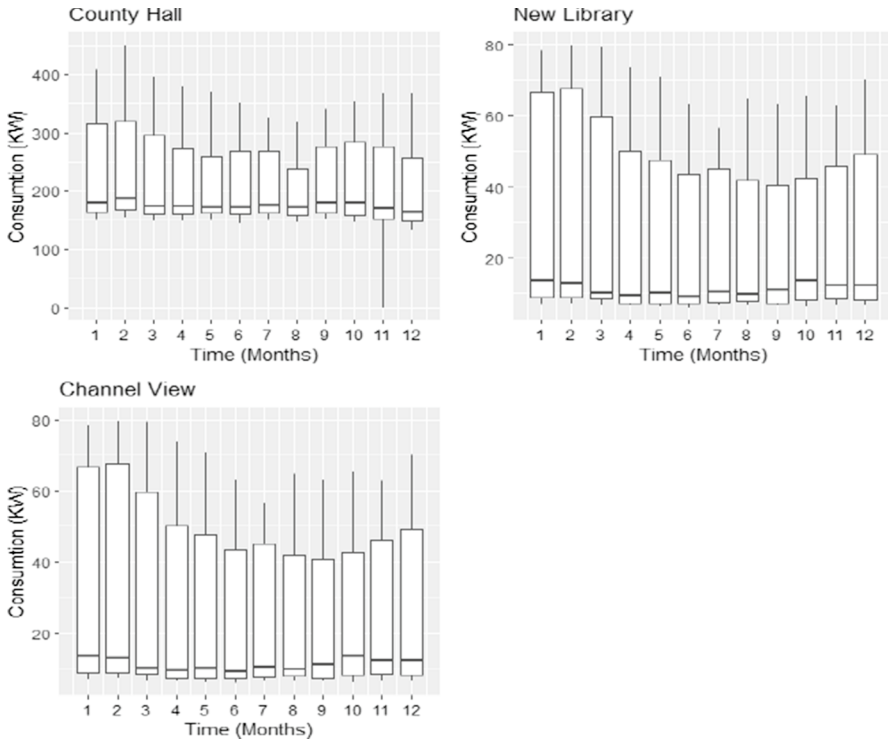 County Hall
400
300
200
100
0
Consumtion (KW)
1 2 3 4 5 6 7 8 9 10 11 12
Time (Months)
New Library
80
60
40
20
Consumtion (KW)
1 2 3 4 5 6 7 8 9 10 11 12
Time (Months)
Channel View
80
60
40
20
Consumtion (KW)
1 2 3 4 5 6 7 8 9 10 11 12
Time (Months)